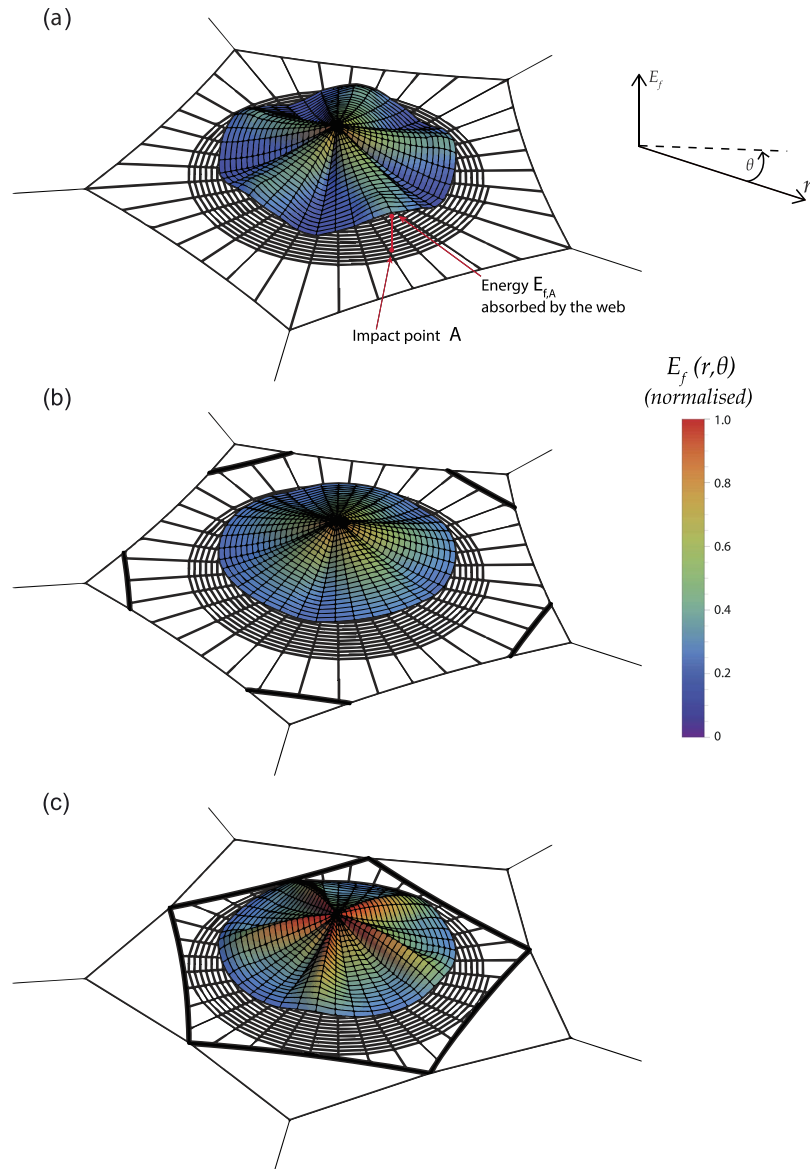 (a)
E_f
θ
r
Energy E_f,A
absorbed by the web
Impact point A
E_f (r,θ)
(normalised)
(b)
1.0
0.8
0.6
0.4
0.2
0
(c)